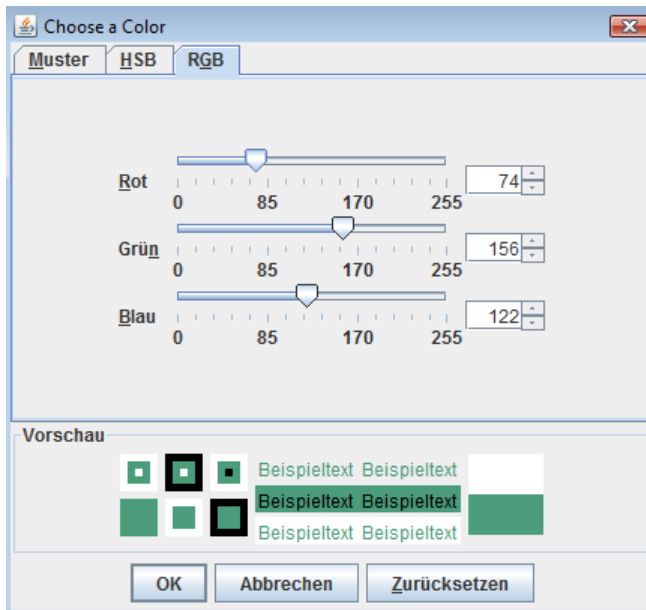 Choose a Color
Muster HSB RGB
Rot 74
0 85 170 255
Grün 156
0 85 170 255
Blau 122
0 85 170 255
Vorschau
Beispieltext Beispieltext
Beispieltext Beispieltext
Beispieltext Beispieltext
OK Abbrechen Zurücksetzen